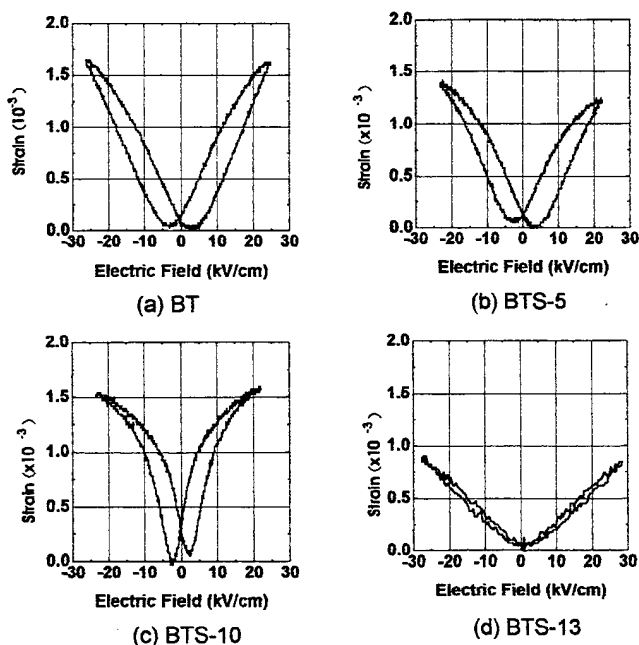 2.0
1.5
1.0
0.5
0.0
Strain (10⁻³)
-30 -20 -10 0 10 20 30
Electric Field (kV/cm)
(a) BT
2.0
1.5
1.0
0.5
0.0
Strain (x10 ⁻³)
-30 -20 -10 0 10 20 30
Electric Field (kV/cm)
(b) BTS-5
2.0
1.5
1.0
0.5
0.0
Strain (x10 ⁻³)
-30 -20 -10 0 10 20 30
Electric Field (kV/cm)
(c) BTS-10
2.0
1.5
1.0
0.5
0.0
Strain (x10 ⁻³)
-30 -20 -10 0 10 20 30
Electric Field (kV/cm)
(d) BTS-13